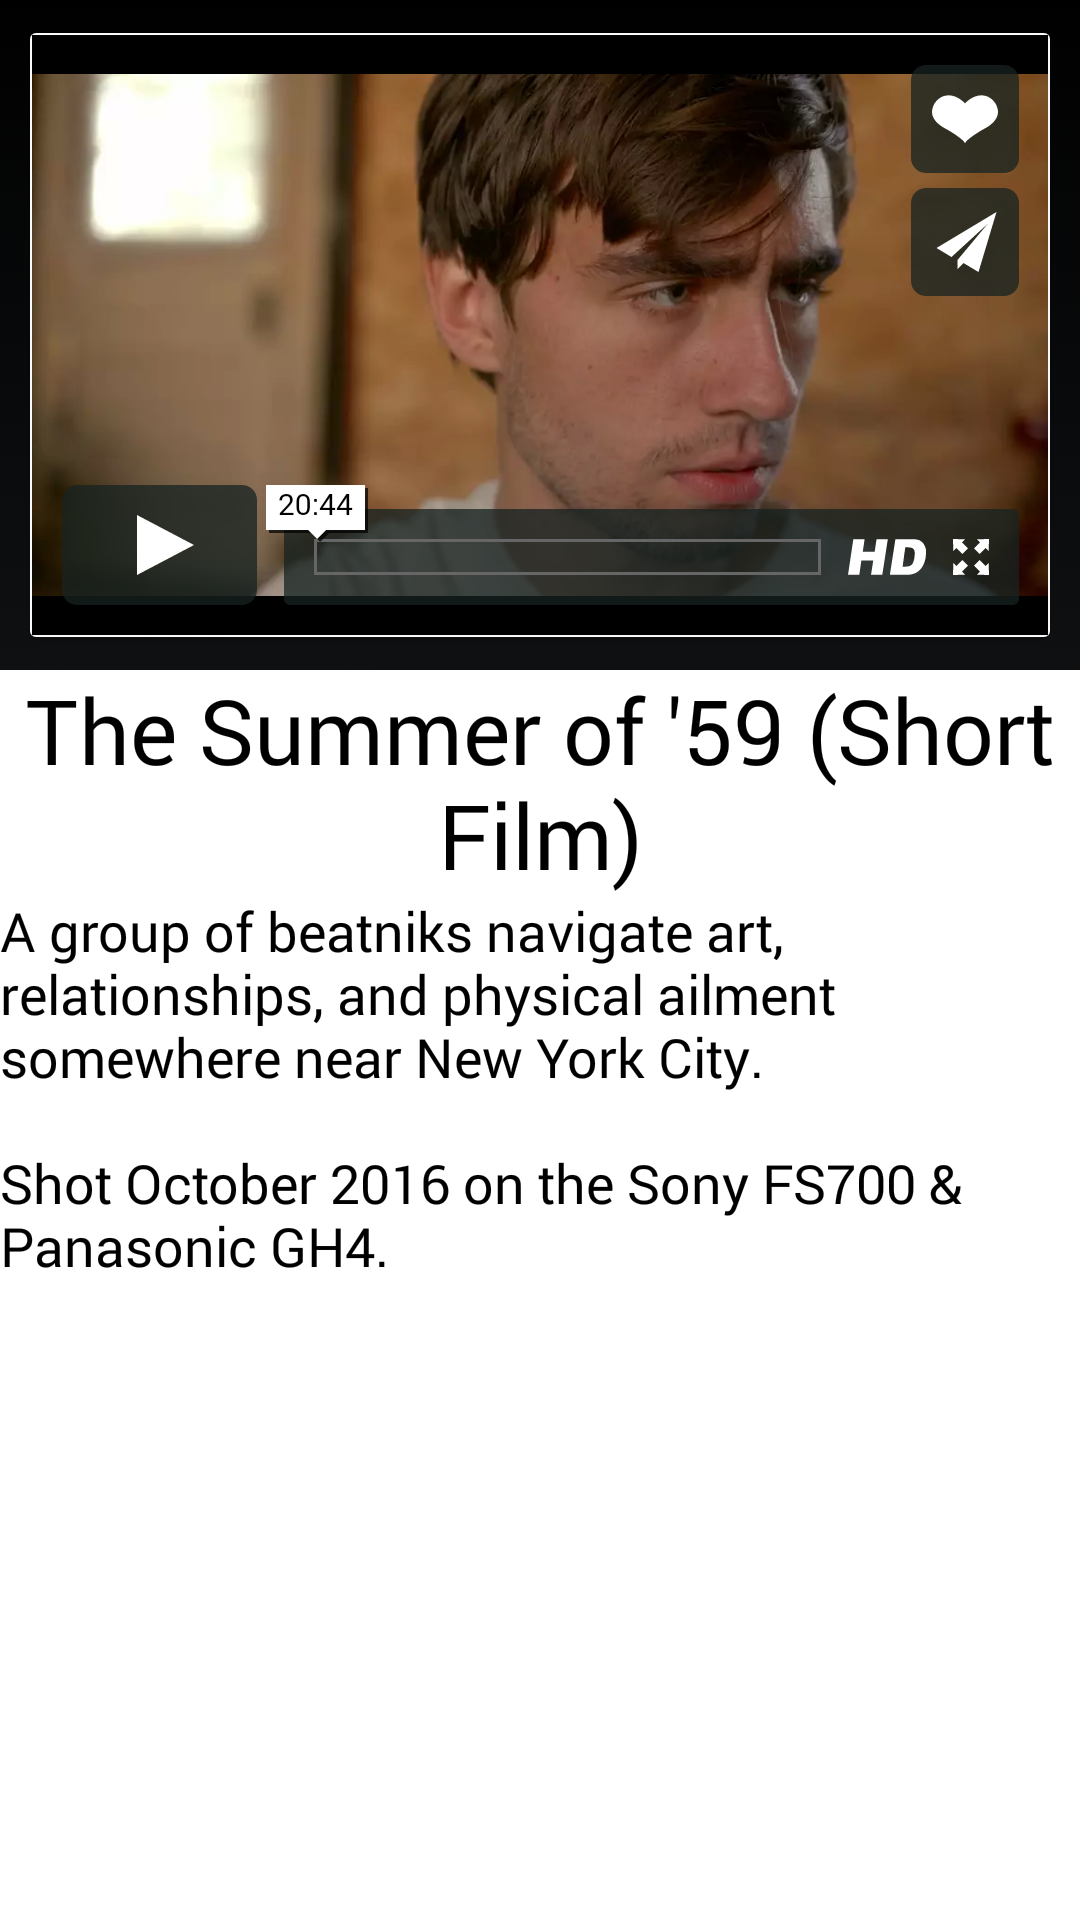 20:44
HD
The Summer of '59 (Short
Film)
A group of beatniks navigate art,
relationships, and physical ailment
somewhere near New York City.
Shot October 2016 on the Sony FS700 &
Panasonic GH4.